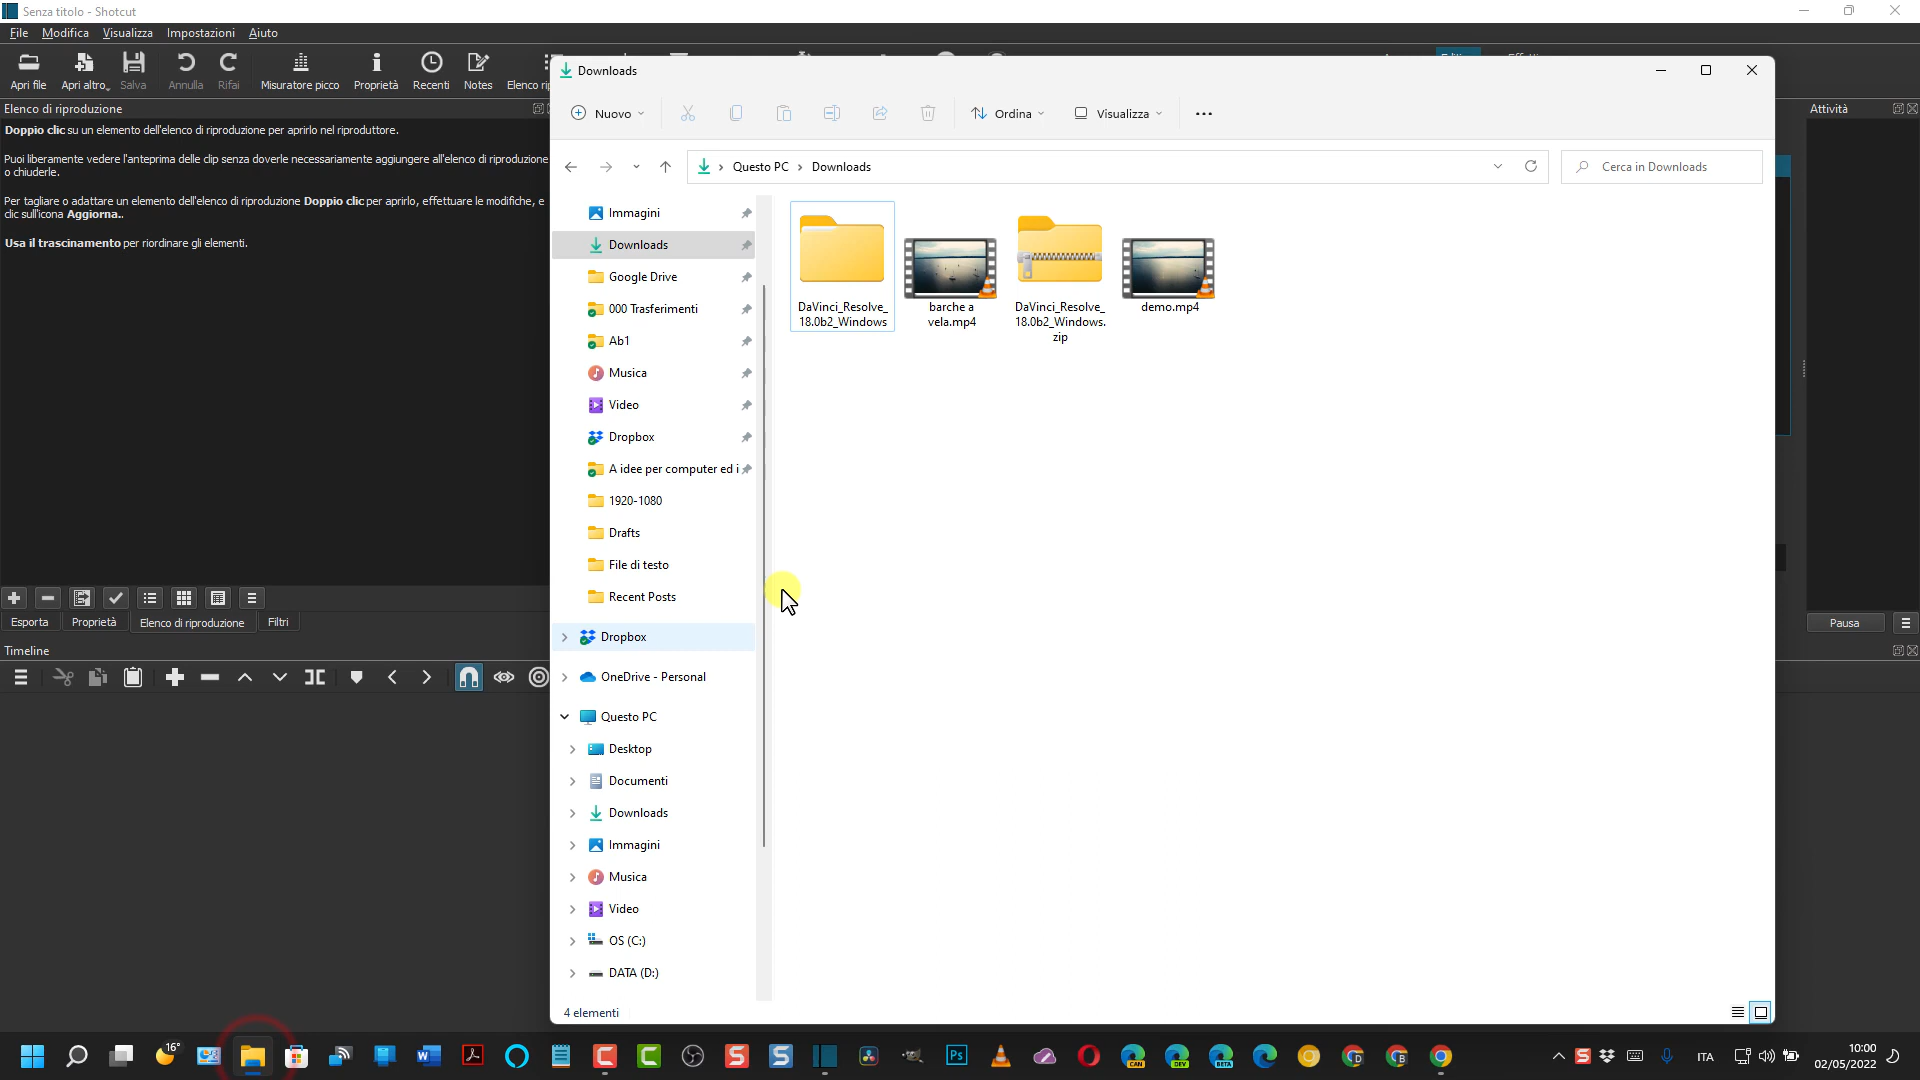 Senza titolo - Shotcut
File Modifica Visualizza Impostazioni Aiuto
Apri file Apri altro.. Salva Annulla Rifai Misuratore picco Proprietà Recenti Notes
Elenco di riproduzione
Doppio clic su un elemento dell'elenco di riproduzione per aprirlo nel riproduttore.
Puoi liberamente vedere l'anteprima delle clip senza doverle necessariamente aggiungere all'elenco di riproduzione
o chiuderle.
Per tagliare o adattare un elemento dell'elenco di riproduzione Doppio clic per aprirlo, effettuare le modifiche, e
clic sull'icona Aggiorna..
Usa il trascinamento per riordinare gli elementi.
Esporta Proprietà Elenco di riproduzione Filtri
Timeline
Attività
Pausa
Downloads
Nuovo Ordina Visualizza
Questo PC Downloads
Cerca in Downloads
Immagini
Downloads
Google Drive
000 Trasferimenti
Ab1
Musica
Video
Dropbox
A idee per computer ed i
1920-1080
Drafts
File di testo
Recent Posts
Dropbox
OneDrive - Personal
Questo PC
Desktop
Documenti
Downloads
Immagini
Musica
Video
OS (C:)
DATA (D:)
DaVinci_Resolve_
18.0b2_Windows
barche a
vela.mp4
DaVinci_Resolve_
18.0b2_Windows.
zip
demo.mp4
4 elementi
16°
CAN
DEV
BETA
D
B
ITA
10:00
02/05/2022